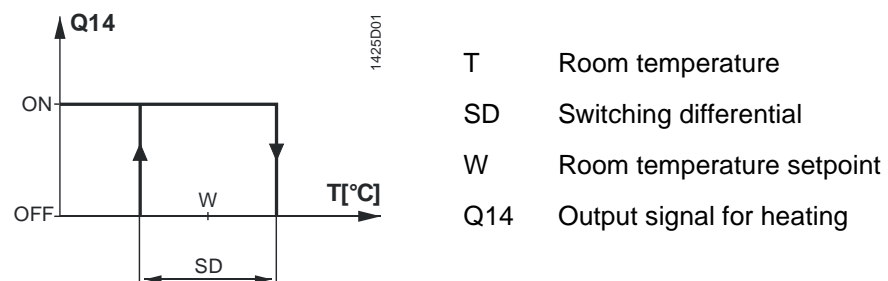 Q14
1425D01
ON
W
T[°C]
OFF
SD
T Room temperature
SD Switching differential
W Room temperature setpoint
Q14 Output signal for heating